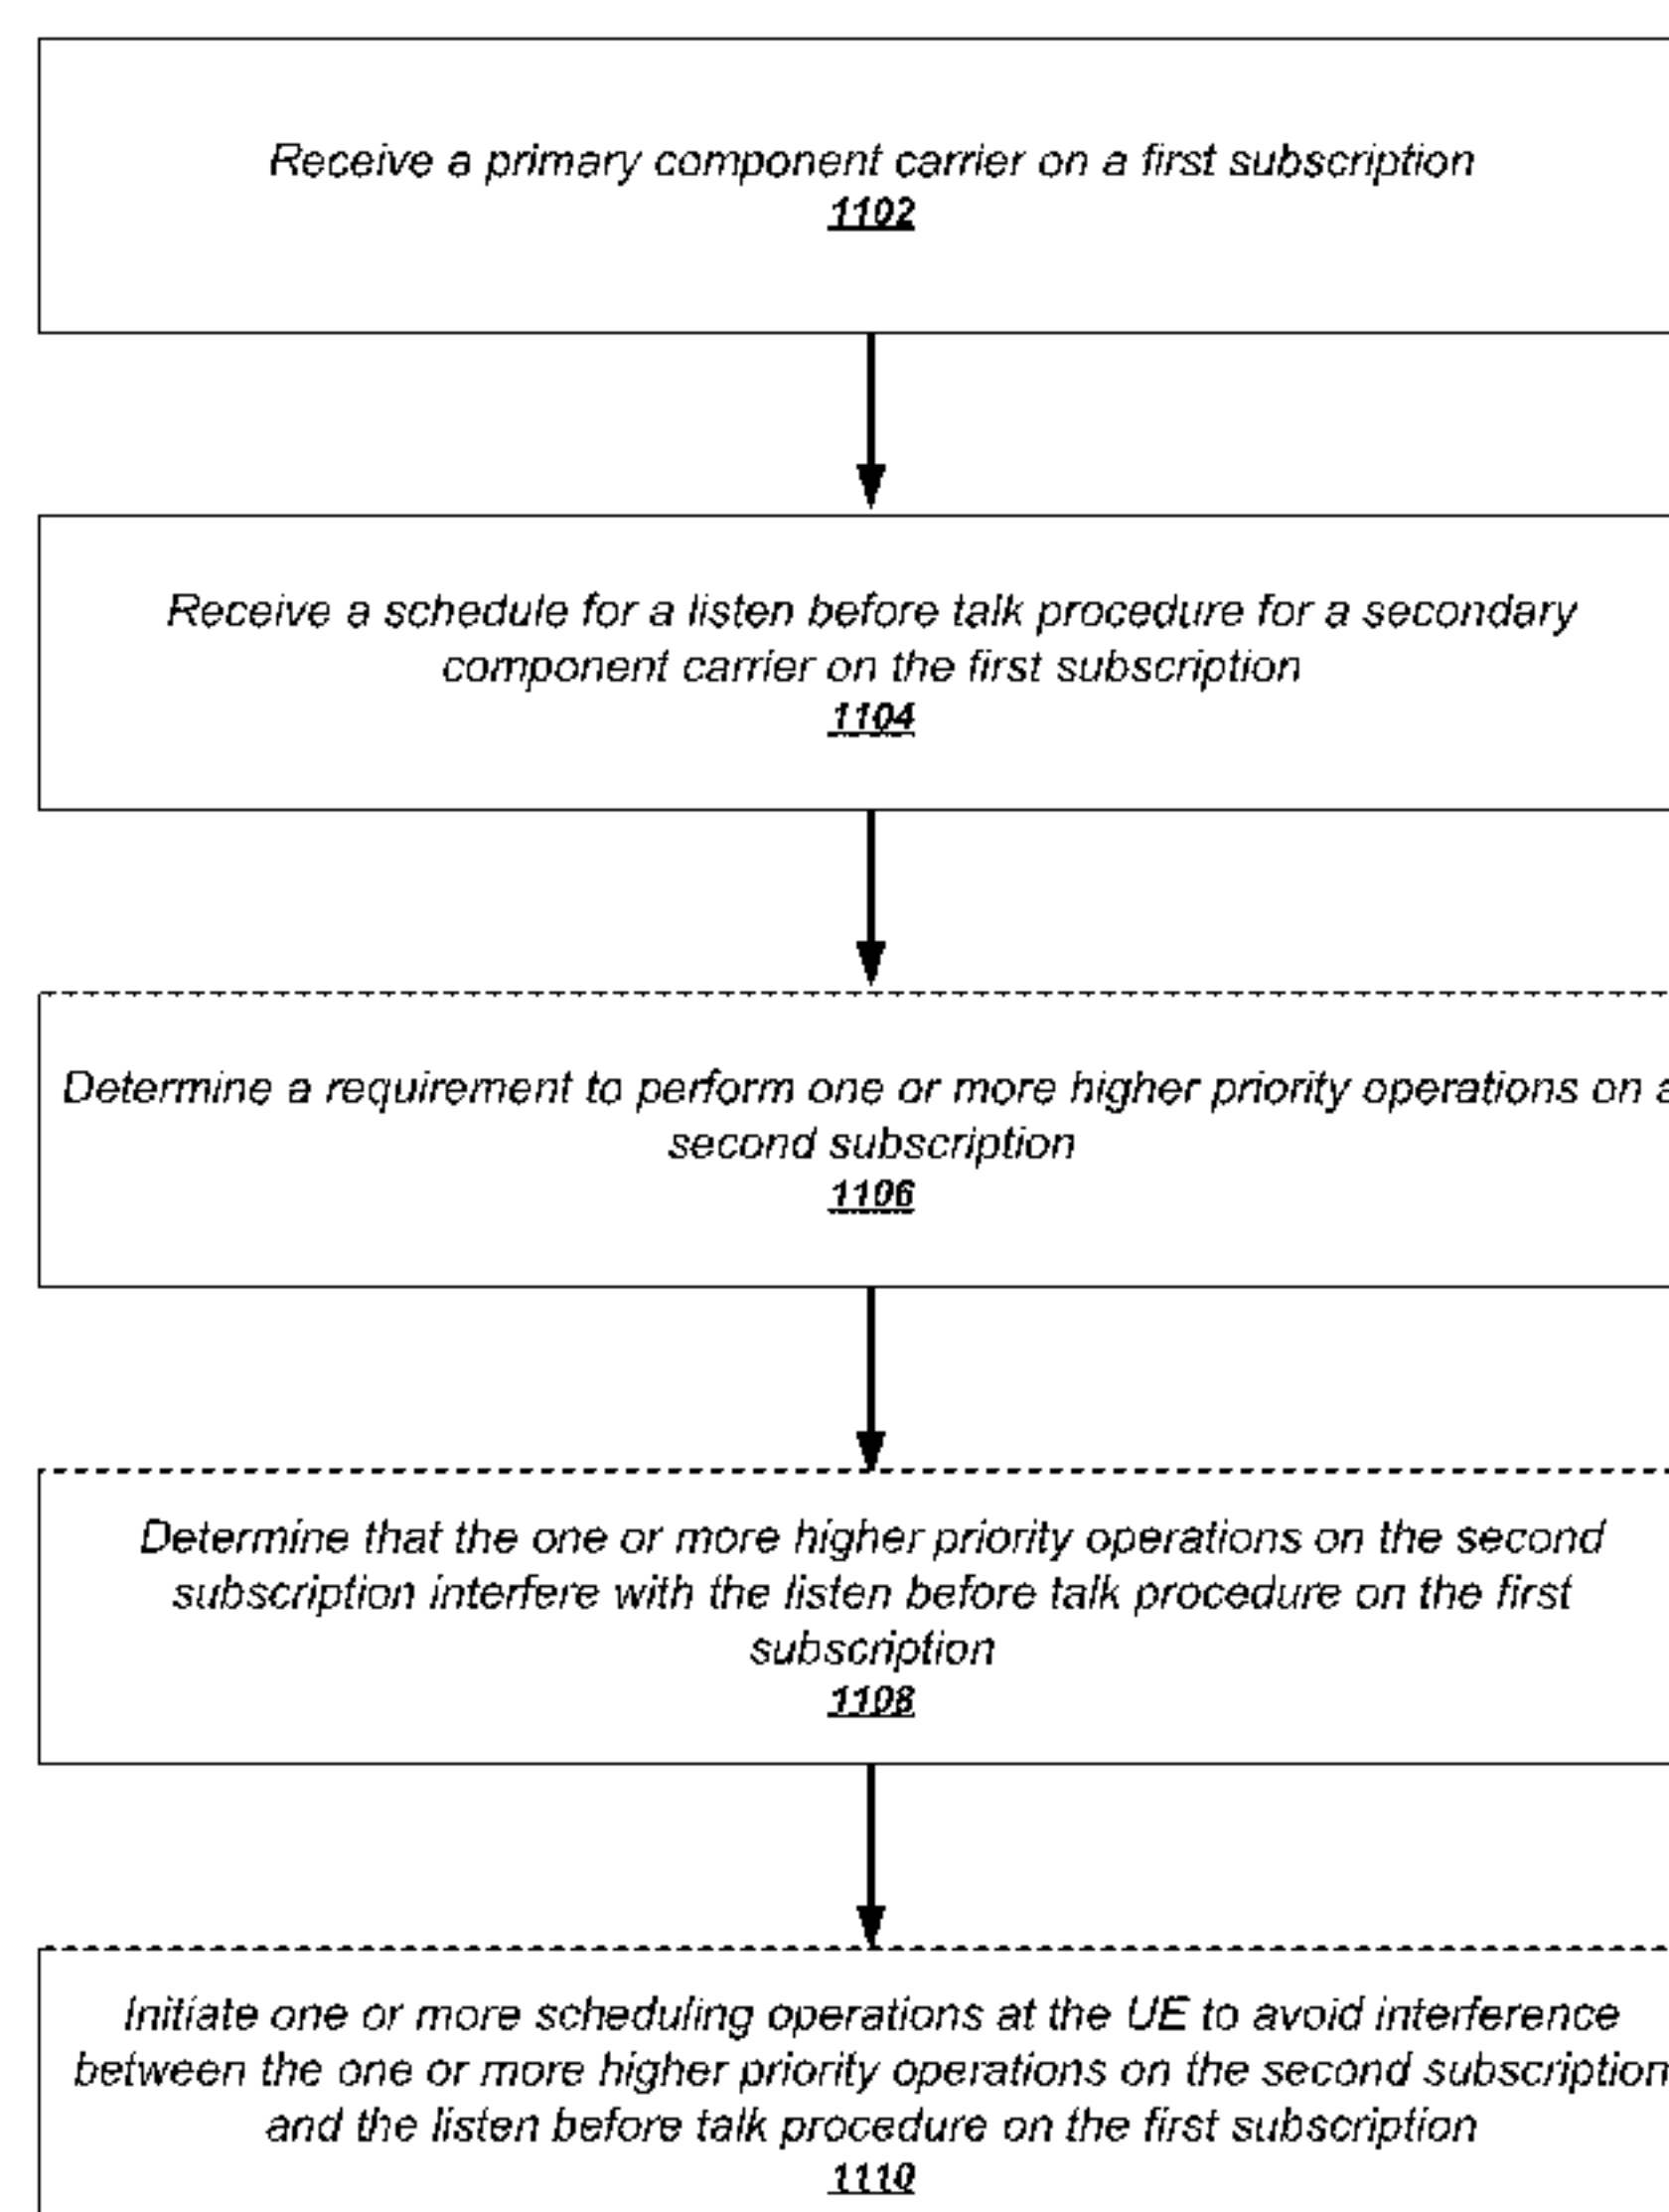 Receive a primary component carrier on a first subscription
1102
Receive a schedule for a listen before talk procedure for a secondary
component carrier on the first subscription
1104
Determine a requirement to perform one or more higher priority operations on a
second subscription
1106
Determine that the one or more higher priority operations on the second
subscription interfere with the listen before talk procedure on the first
subscription
1108
Initiate one or more scheduling operations at the UE to avoid interference
between the one or more higher priority operations on the second subscription
and the listen before talk procedure on the first subscription
1110